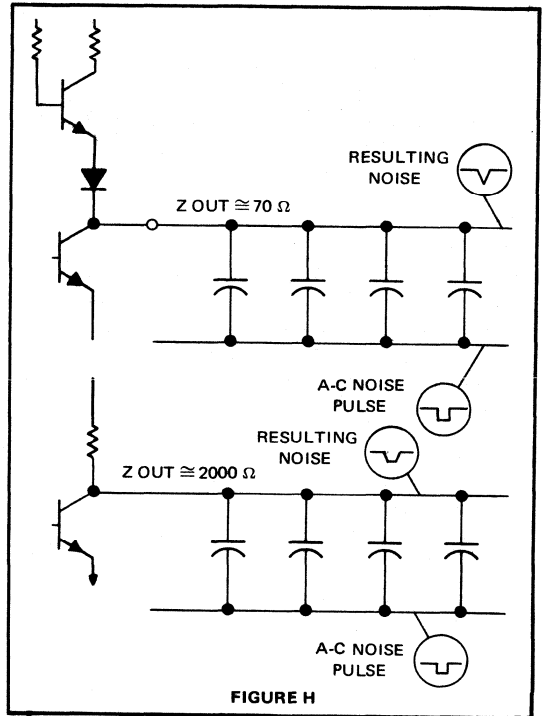 RESULTING
NOISE
Z OUT ≅ 70 Ω
A-C NOISE
PULSE
RESULTING
NOISE
Z OUT ≅ 2000 Ω
A-C NOISE
PULSE
FIGURE H